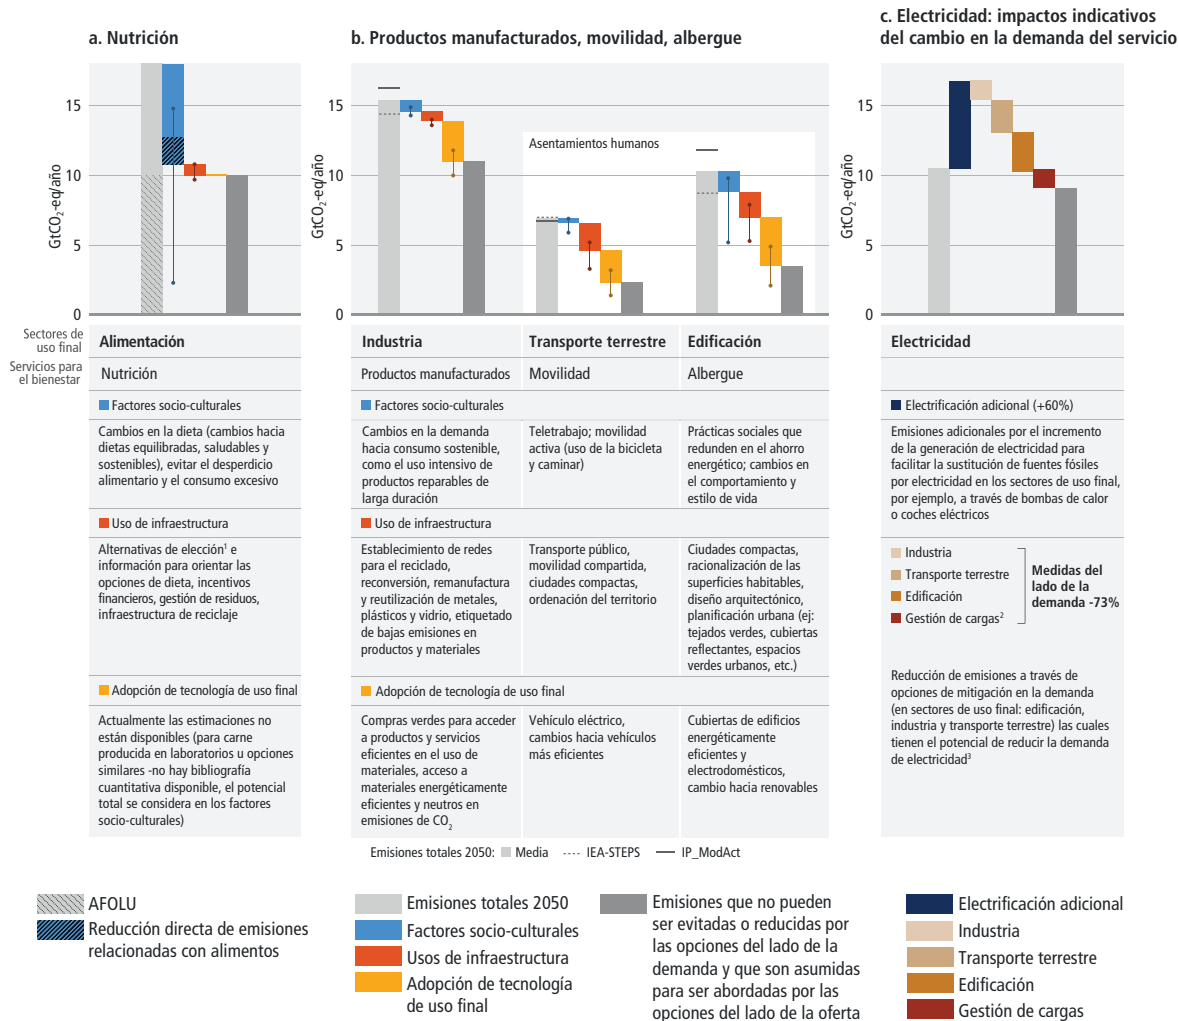 a. Nutrición
b. Productos manufacturados, movilidad, albergue
c. Electricidad: impactos indicativos
del cambio en la demanda del servicio
GtCO2-eq/año
15
10
5
0
GtCO2-eq/año
15
10
5
0
Asentamientos humanos
GtCO2-eq/año
15
10
5
0
Sectores de
uso final
Servicios para
el bienestar
Alimentación
Nutrición
Factores socio-culturales
Cambios en la dieta (cambios hacia
dietas equilibradas, saludables y
sostenibles), evitar el desperdicio
alimentario y el consumo excesivo
Uso de infraestructura
Alternativas de elección¹ e
información para orientar las
opciones de dieta, incentivos
financieros, gestión de residuos,
infraestructura de reciclaje
Adopción de tecnología de uso final
Actualmente las estimaciones no
están disponibles (para carne
producida en laboratorios u opciones
similares -no hay bibliografía
cuantitativa disponible, el potencial
total se considera en los factores
socio-culturales)
Industria
Transporte terrestre
Edificación
Productos manufacturados
Movilidad
Albergue
Factores socio-culturales
Cambios en la demanda
hacia consumo sostenible,
como el uso intensivo de
productos reparables de
larga duración
Teletrabajo; movilidad
activa (uso de la bicicleta
y caminar)
Prácticas sociales que
redunden en el ahorro
energético; cambios en
el comportamiento y
estilo de vida
Uso de infraestructura
Establecimiento de redes
para el reciclado,
reconversión, remanufactura
y reutilización de metales,
plásticos y vidrio, etiquetado
de bajas emisiones en
productos y materiales
Transporte público,
movilidad compartida,
ciudades compactas,
ordenación del territorio
Ciudades compactas,
racionalización de las
superficies habitables,
diseño arquitectónico,
planificación urbana (ej:
tejados verdes, cubiertas
reflectantes, espacios
verdes urbanos, etc.)
Adopción de tecnología de uso final
Compras verdes para acceder
a productos y servicios
eficientes en el uso de
materiales, acceso a
materiales energéticamente
eficientes y neutros en
emisiones de CO2
Vehículo eléctrico,
cambios hacia vehículos
más eficientes
Cubiertas de edificios
energéticamente
eficientes y
electrodomésticos,
cambio hacia renovables
Electricidad
Electrificación adicional (+60%)
Emisiones adicionales por el incremento
de la generación de electricidad para
facilitar la sustitución de fuentes fósiles
por electricidad en los sectores de uso final,
por ejemplo, a través de bombas de calor
o coches eléctricos
Industria
Transporte terrestre
Edificación
Gestión de cargas²
Medidas del
lado de la
demanda -73%
Reducción de emisiones a través de
opciones de mitigación en la demanda
(en sectores de uso final: edificación,
industria y transporte terrestre) las cuales
tienen el potencial de reducir la demanda
de electricidad³
Emisiones totales 2050: Media IEA-STEPS IP_ModAct
AFOLU
Reducción directa de emisiones
relacionadas con alimentos
Emisiones totales 2050
Factores socio-culturales
Usos de infraestructura
Adopción de tecnología
de uso final
Emisiones que no pueden
ser evitadas o reducidas por
las opciones del lado de la
demanda y que son asumidas
para ser abordadas por las
opciones del lado de la oferta
Electrificación adicional
Industria
Transporte terrestre
Edificación
Gestión de cargas